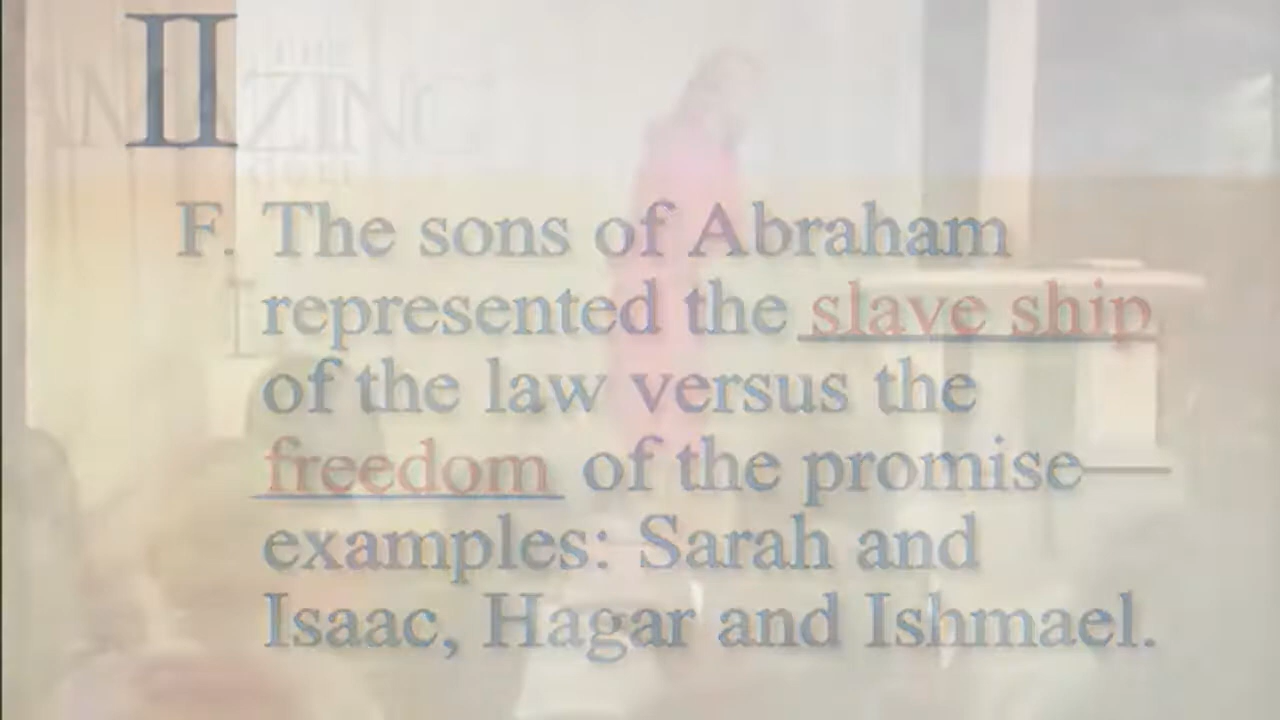 II
F. The sons of Abraham
represented the slave ship
of the law versus the
freedom of the promise—
examples: Sarah and
Isaac, Hagar and Ishmael.